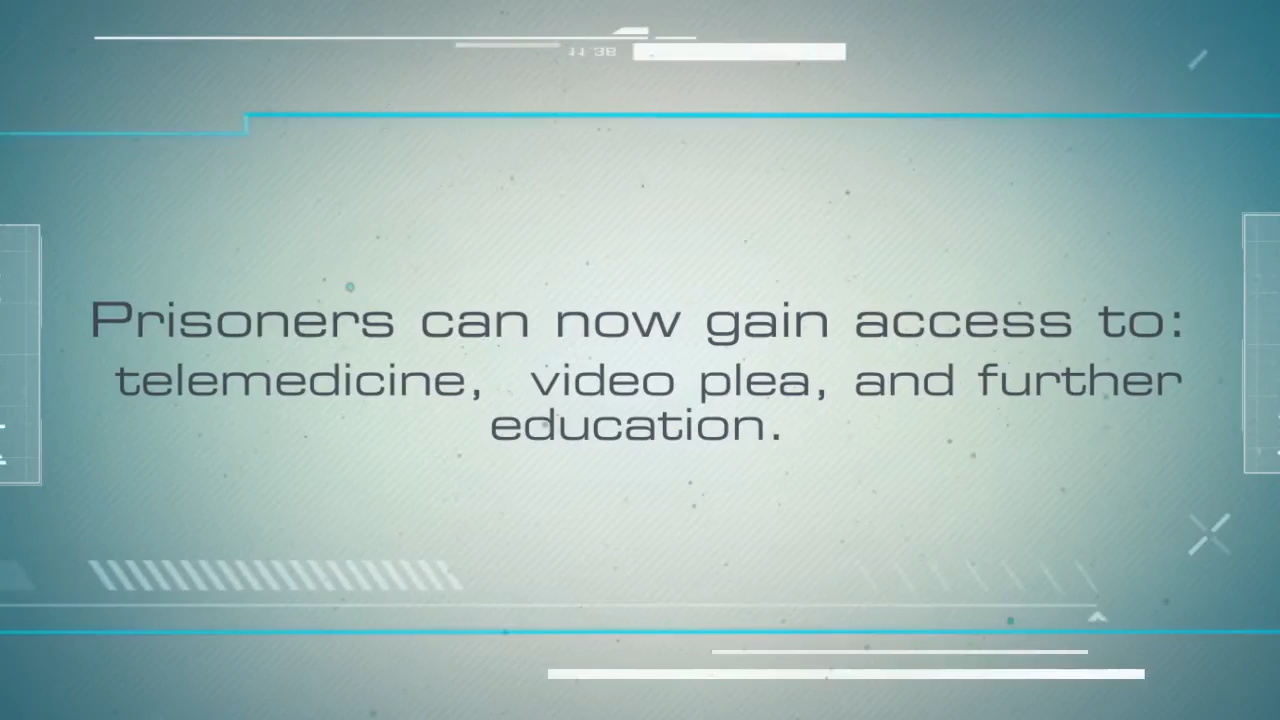 Prisoners can now gain access to:
telemedicine, video plea, and further
education.